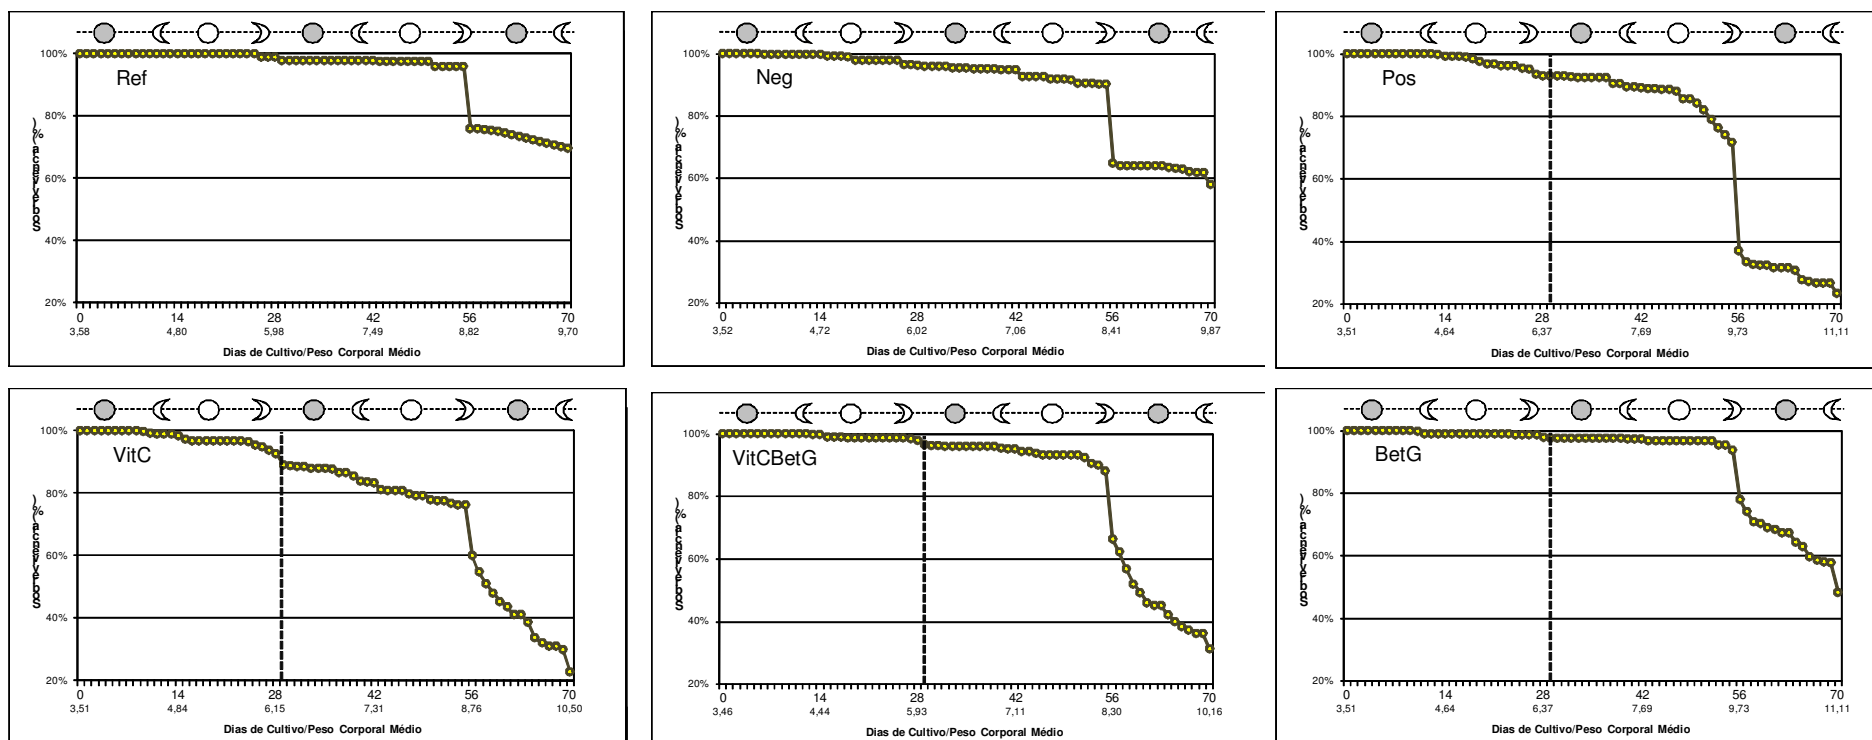 Ref
Sobrevivência (%)
100%
80%
60%
40%
20%
0 14 28 42 56 70
3,58 4,80 5,98 7,49 8,82 9,70
Dias de Cultivo/Peso Corporal Médio
Neg
Sobrevivência (%)
100%
80%
60%
40%
20%
0 14 28 42 56 70
3,52 4,72 6,02 7,06 8,41 9,87
Dias de Cultivo/Peso Corporal Médio
Pos
Sobrevivência (%)
100%
80%
60%
40%
20%
0 14 28 42 56 70
3,51 4,64 6,37 7,69 9,73 11,11
Dias de Cultivo/Peso Corporal Médio
VitC
Sobrevivência (%)
100%
80%
60%
40%
20%
0 14 28 42 56 70
3,51 4,84 6,15 7,31 8,76 10,50
Dias de Cultivo/Peso Corporal Médio
VitCBetG
Sobrevivência (%)
100%
80%
60%
40%
20%
0 14 28 42 56 70
3,46 4,44 5,93 7,11 8,30 10,16
Dias de Cultivo/Peso Corporal Médio
BetG
Sobrevivência (%)
100%
80%
60%
40%
20%
0 14 28 42 56 70
3,51 4,64 6,37 7,69 9,73 11,11
Dias de Cultivo/Peso Corporal Médio